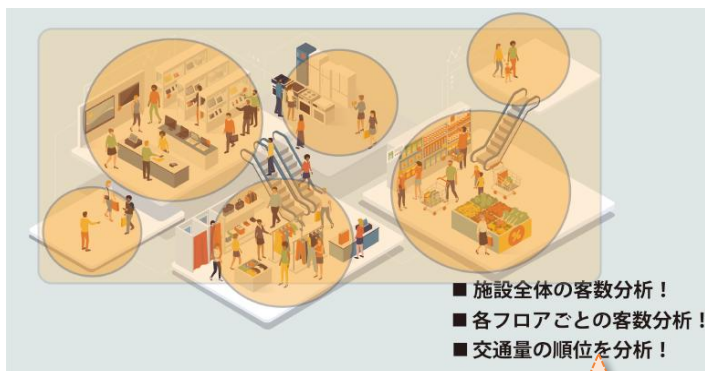 ■ 施設全体の客数分析！
■ 各フロアごとの客数分析！
■ 交通量の順位を分析！